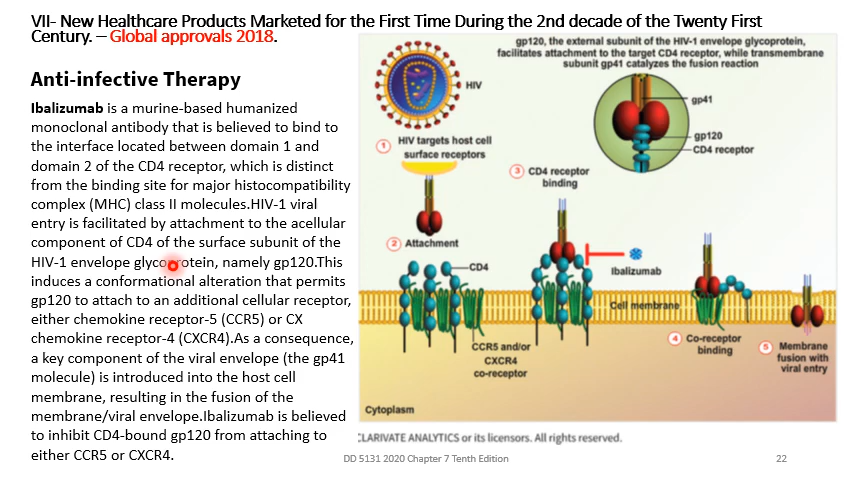 VII- New Healthcare Products Marketed for the First Time During the 2nd decade of the Twenty First
Century. – Global approvals 2018.
Anti-infective Therapy
Ibalizumab is a murine-based humanized
monoclonal antibody that is believed to bind to
the interface located between domain 1 and
domain 2 of the CD4 receptor, which is distinct
from the binding site for major histocompatibility
complex (MHC) class II molecules.HIV-1 viral
entry is facilitated by attachment to the acellular
component of CD4 of the surface subunit of the
HIV-1 envelope glycoprotein, namely gp120.This
induces a conformational alteration that permits
gp120 to attach to an additional cellular receptor,
either chemokine receptor-5 (CCR5) or CX
chemokine receptor-4 (CXCR4).As a consequence,
a key component of the viral envelope (the gp41
molecule) is introduced into the host cell
membrane, resulting in the fusion of the
membrane/viral envelope.Ibalizumab is believed
to inhibit CD4-bound gp120 from attaching to
either CCR5 or CXCR4.
gp120, the external subunit of the HIV-1 envelope glycoprotein,
facilitates attachment to the target CD4 receptor, while transmembrane
subunit gp41 catalyzes the fusion reaction
HIV
gp41
gp120
CD4 receptor
1 HIV targets host cell
surface receptors
3 CD4 receptor
binding
2 Attachment
CD4
Ibalizumab
Cell membrane
CCR5 and/or
CXCR4
co-receptor
4 Co-receptor
binding
5 Membrane
fusion with
viral entry
Cytoplasm
CLARIVATE ANALYTICS or its licensors. All rights reserved.
DD 5131 2020 Chapter 7 Tenth Edition
22